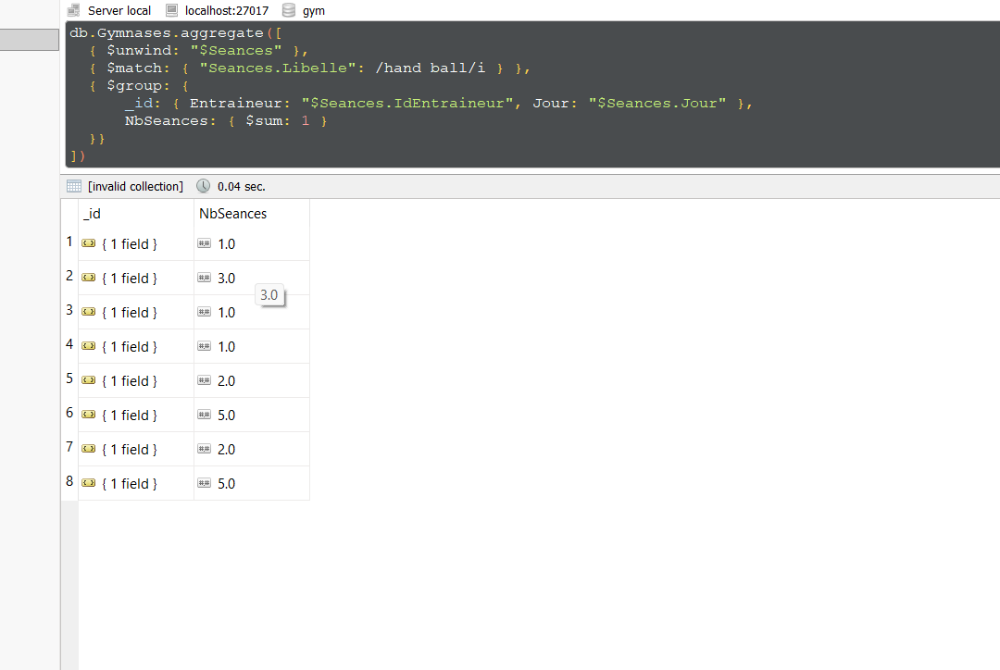 Server local localhost:27017 gym
db.Gymnases.aggregate([
{ $unwind: "$Seances" },
{ $match: { "Seances.Libelle": /hand ball/i } },
{ $group: {
_id: { Entraineur: "$Seances.IdEntraineur", Jour: "$Seances.Jour" },
NbSeances: { $sum: 1 }
}}
])
[invalid collection] 0.04 sec.
_id NbSeances
1 { 1 field } 1.0
2 { 1 field } 3.0
3.0
3 { 1 field } 1.0
4 { 1 field } 1.0
5 { 1 field } 2.0
6 { 1 field } 5.0
7 { 1 field } 2.0
8 { 1 field } 5.0